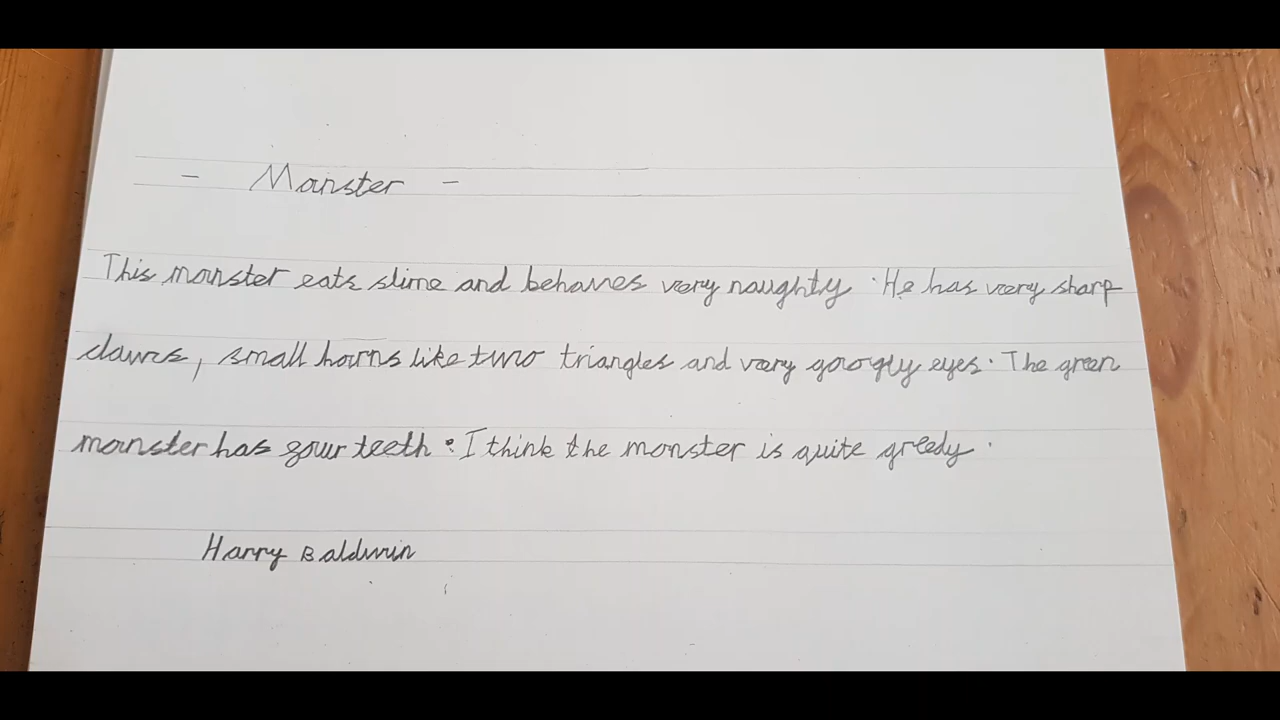 - Monster -
This monster eats slime and behaves very naughty. He has very sharp
claws, small horns like two triangles and very googly eyes. The green
monster has four teeth. I think the monster is quite greedy.
Harry Baldwin